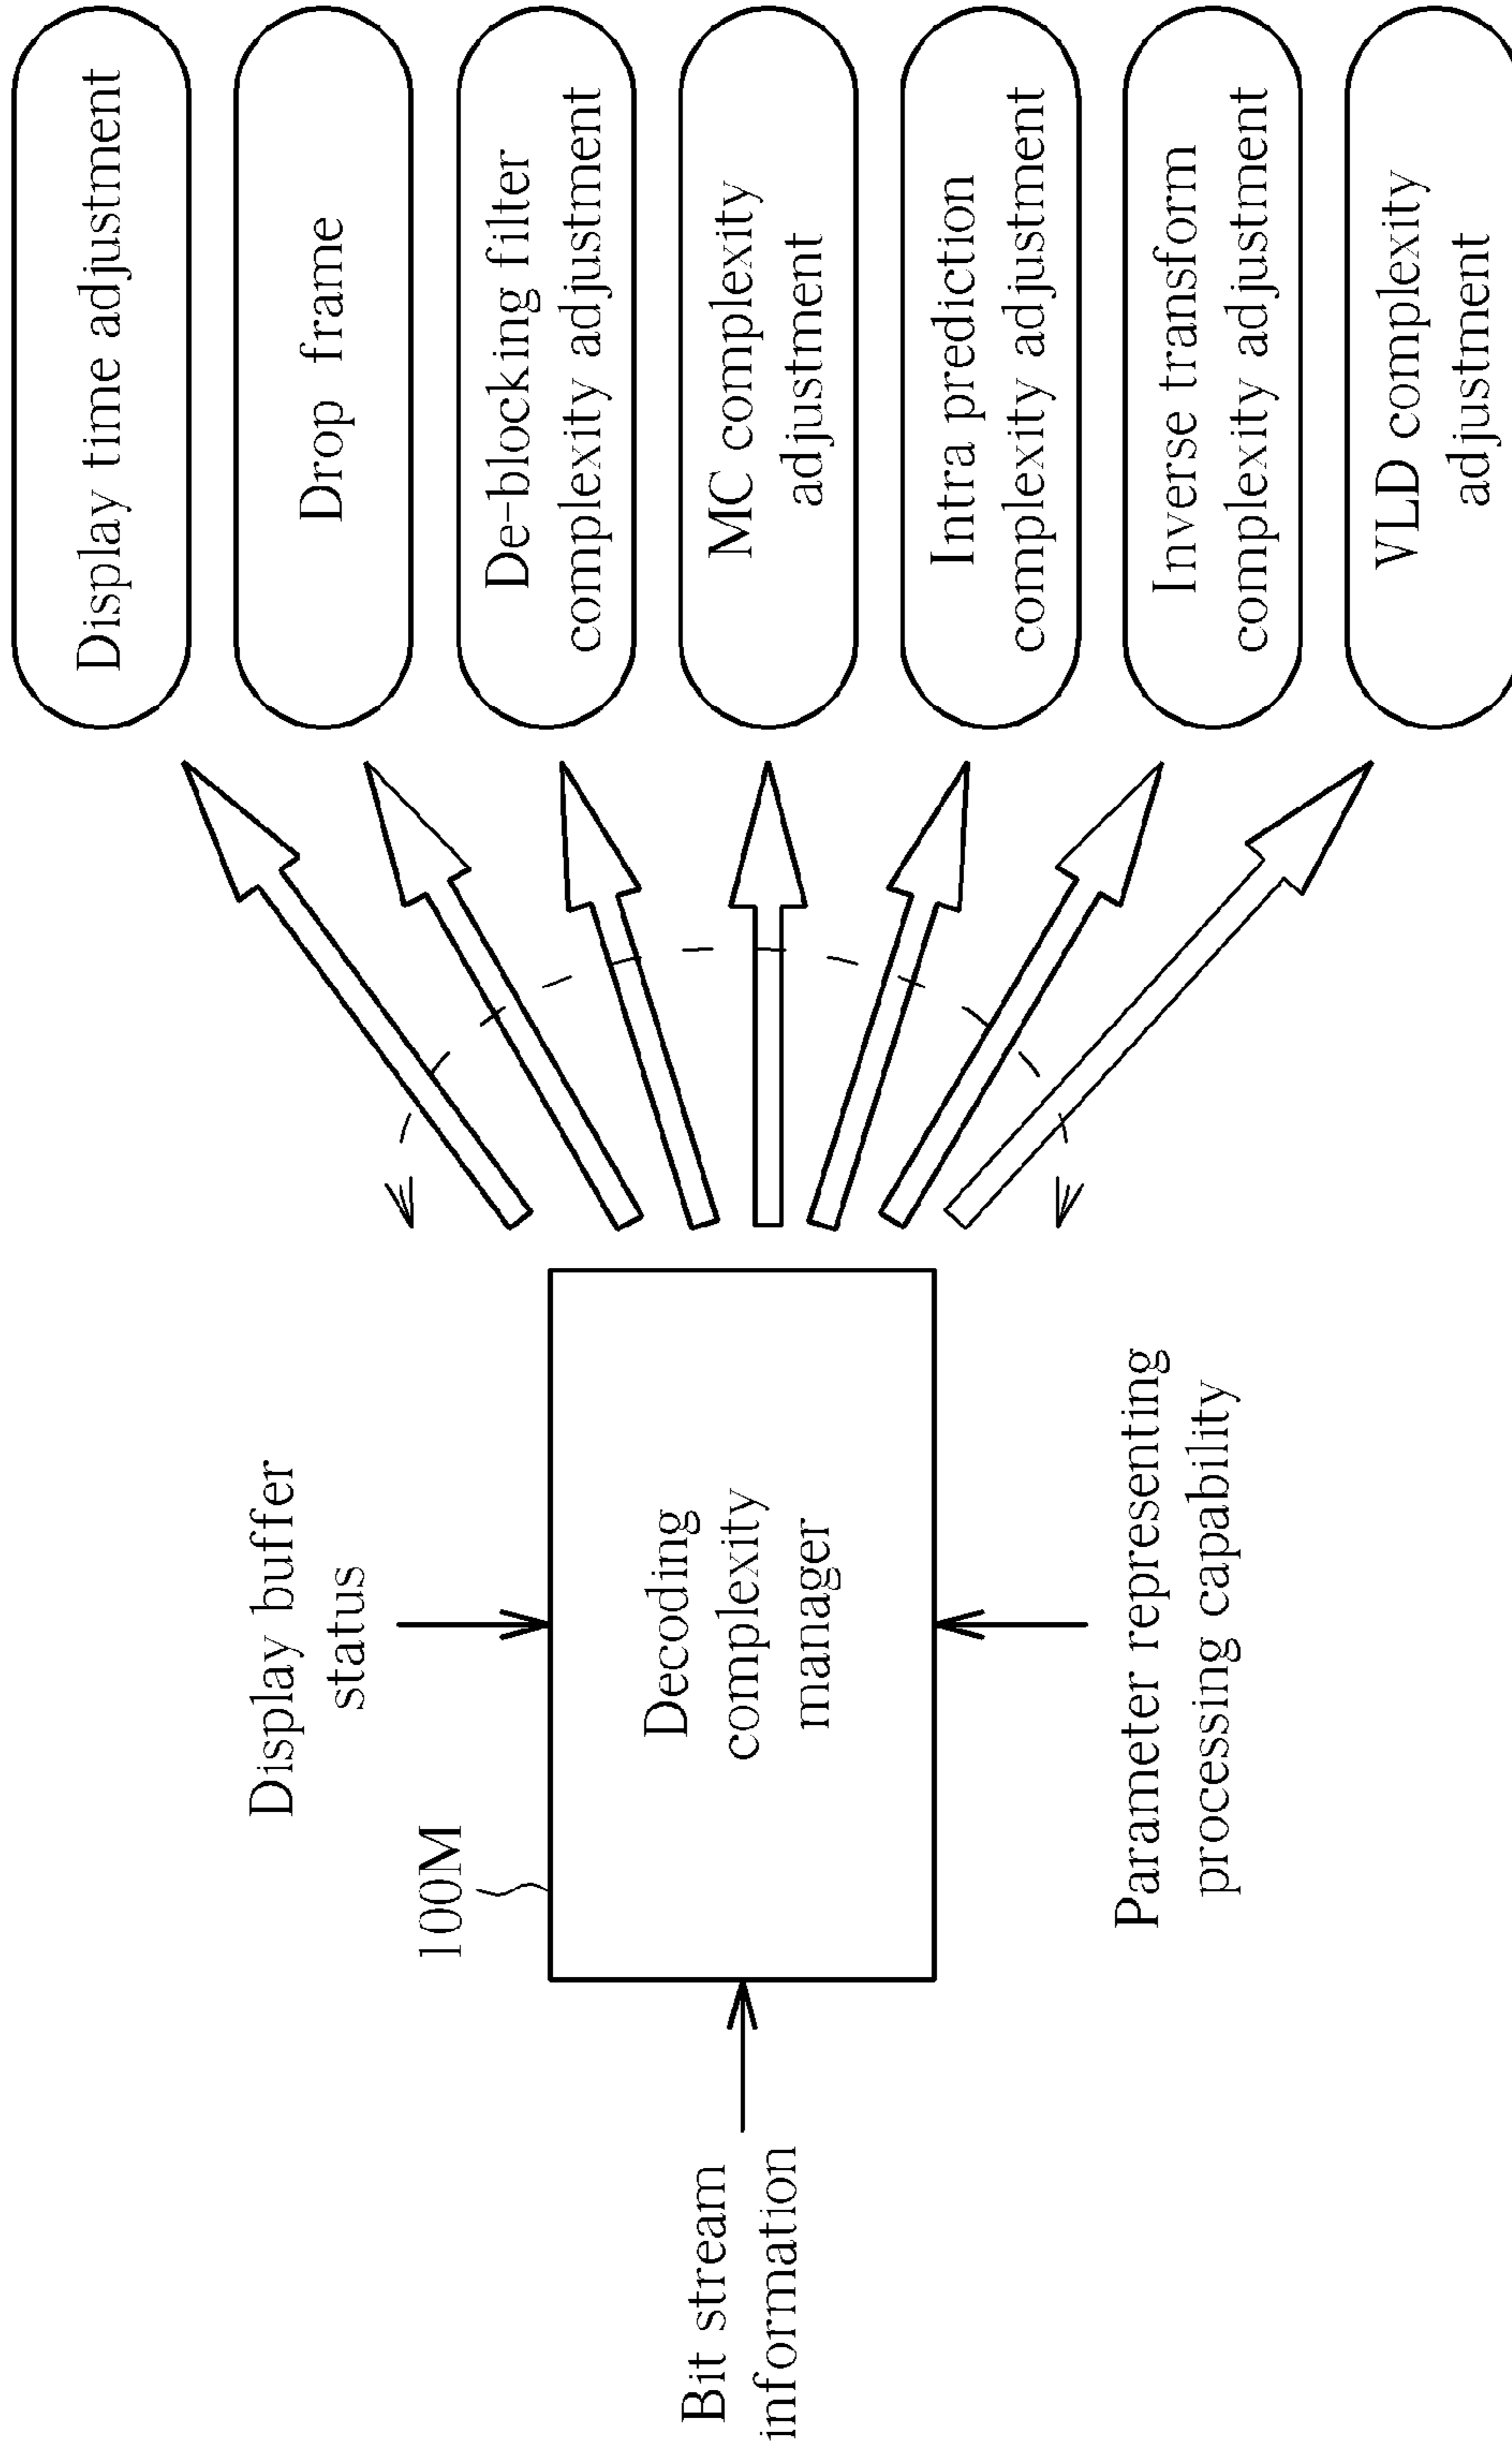 Display time adjustment
Drop frame
De-blocking filter
complexity adjustment
MC complexity
adjustment
Intra prediction
complexity adjustment
Inverse transform
complexity adjustment
VLD complexity
adjustment
Display buffer
status
100M
Decoding
complexity
manager
Parameter representing
processing capability
Bit stream
information